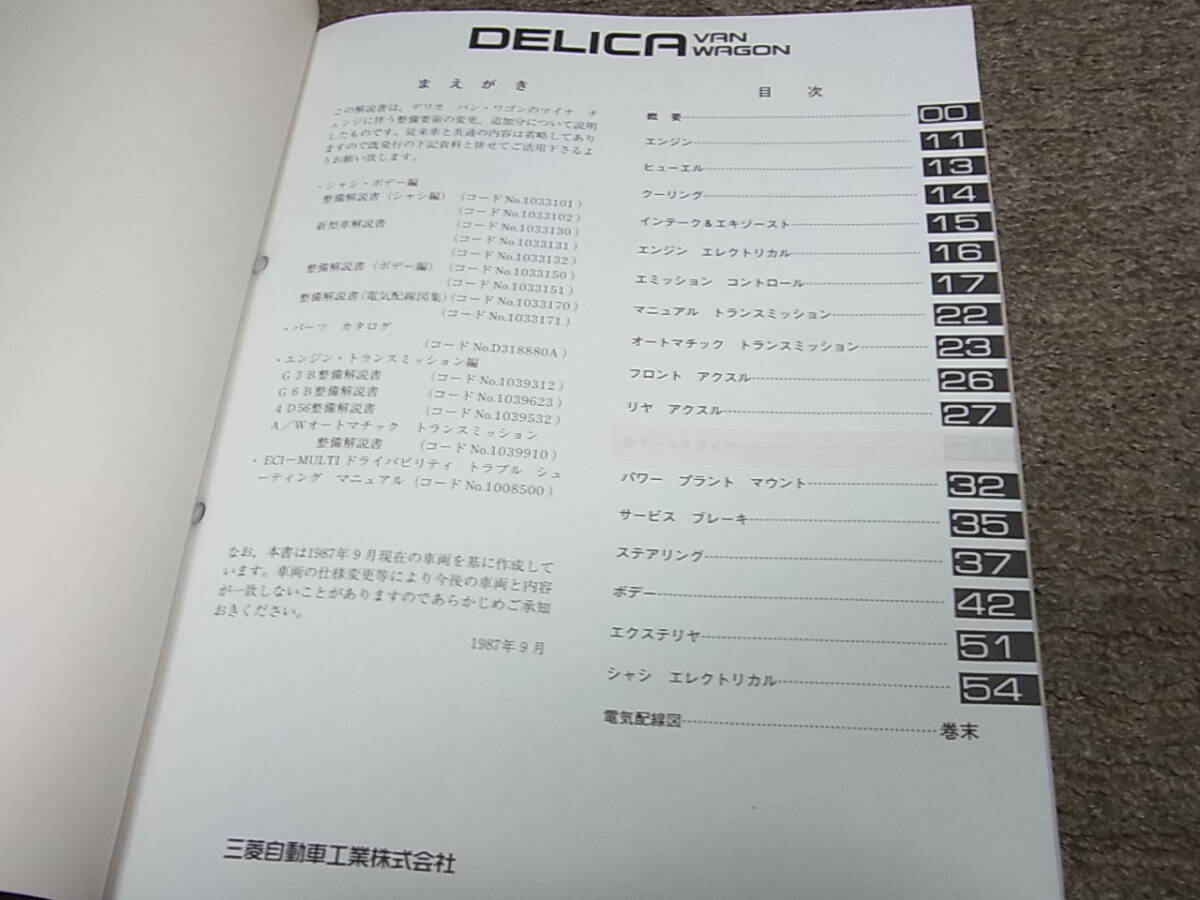 DELICA VAN WAGON
まえがき
この解説書は，デリカ バン・ワゴンのマイナ チ
ェンジに伴う整備要領の変更，追加分について説明
したものです。従来車と共通の内容は省略してあり
ますので既発行の下記資料と併せてご活用下さるよ
うお願い致します。
・シャシ・ボデー編
整備解説書（シャシ編）（コードNo.1033101）
（コードNo.1033102）
新型車解説書 （コードNo.1033130）
（コードNo.1033131）
（コードNo.1033132）
整備解説書（ボデー編）（コードNo.1033150）
（コードNo.1033151）
整備解説書（電気配線図集）（コードNo.1033170）
（コードNo.1033171）
・パーツ カタログ
（コードNo.D318880A）
・エンジン・トランスミッション編
G3B整備解説書 （コードNo.1039312）
G6B整備解説書 （コードNo.1039623）
4D56整備解説書 （コードNo.1039532）
A／Wオートマチック トランスミッション
整備解説書 （コードNo.1039910）
・ECI－MULTIドライバビリティ トラブル シュ
ーティング マニュアル（コードNo.1008500）
なお，本書は1987年9月現在の車両を基に作成して
います。車両の仕様変更等により今後の車両と内容
が一致しないことがありますのであらかじめご承知
おきください。
1987年9月
目次
概要 00
エンジン 11
ヒューエル 13
クーリング 14
インテーク＆エキゾースト 15
エンジン エレクトリカル 16
エミッション コントロール 17
マニュアル トランスミッション 22
オートマチック トランスミッション 23
フロント アクスル 26
リヤ アクスル 27
ホイール＆タイヤ 31
パワー プラント マウント 32
サービス ブレーキ 35
ステアリング 37
ボデー 42
エクステリヤ 51
シャシ エレクトリカル 54
電気配線図 巻末
三菱自動車工業株式会社